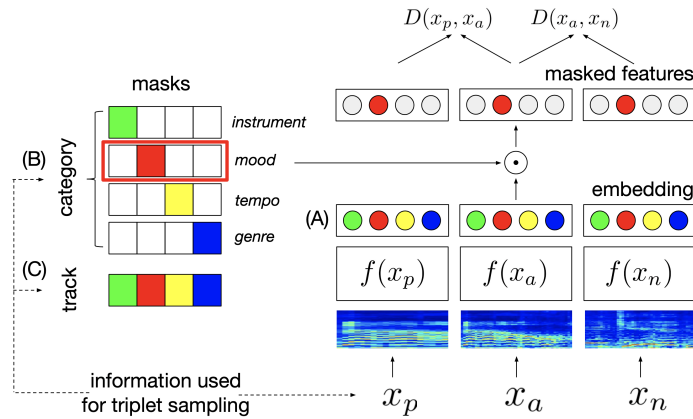 D(x_p, x_a)
D(x_a, x_n)
masks
masked features
instrument
(B)
category
mood
embedding
tempo
(A)
genre
(C)
track
f(x_p)
f(x_a)
f(x_n)
information used
for triplet sampling
x_p
x_a
x_n